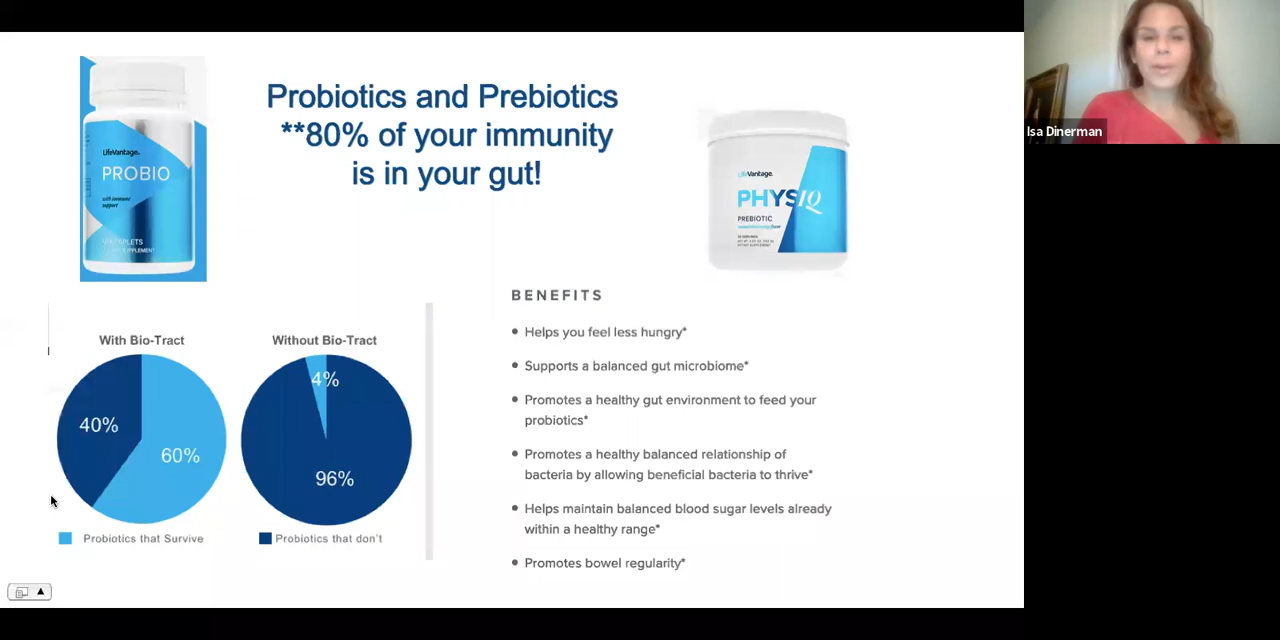 Probiotics and Prebiotics
**80% of your immunity
is in your gut!
LifeVantage.
PROBIO
with immune
support
LifeVantage.
PHYSIQ
PREBIOTIC
Isa Dinerman
With Bio-Tract
40%
60%
Without Bio-Tract
4%
96%
Probiotics that Survive
Probiotics that don't
BENEFITS
• Helps you feel less hungry*
• Supports a balanced gut microbiome*
• Promotes a healthy gut environment to feed your
probiotics*
• Promotes a healthy balanced relationship of
bacteria by allowing beneficial bacteria to thrive*
• Helps maintain balanced blood sugar levels already
within a healthy range*
• Promotes bowel regularity*